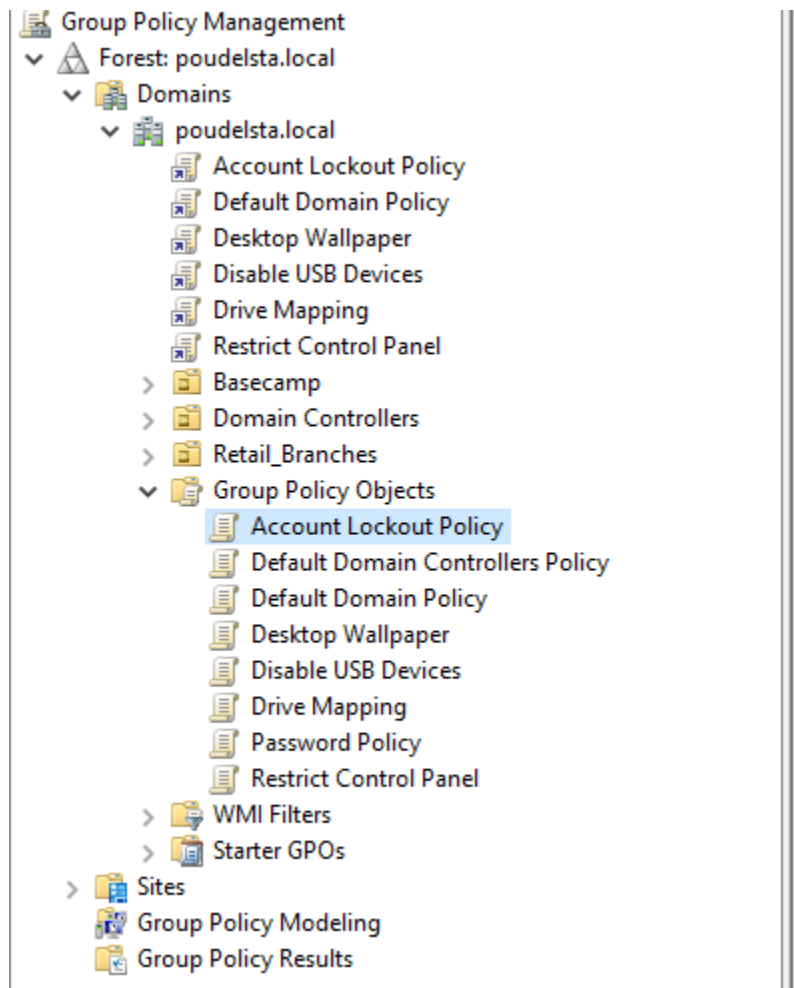 Group Policy Management
Forest: poudelsta.local
Domains
poudelsta.local
Account Lockout Policy
Default Domain Policy
Desktop Wallpaper
Disable USB Devices
Drive Mapping
Restrict Control Panel
Basecamp
Domain Controllers
Retail_Branches
Group Policy Objects
Account Lockout Policy
Default Domain Controllers Policy
Default Domain Policy
Desktop Wallpaper
Disable USB Devices
Drive Mapping
Password Policy
Restrict Control Panel
WMI Filters
Starter GPOs
Sites
Group Policy Modeling
Group Policy Results